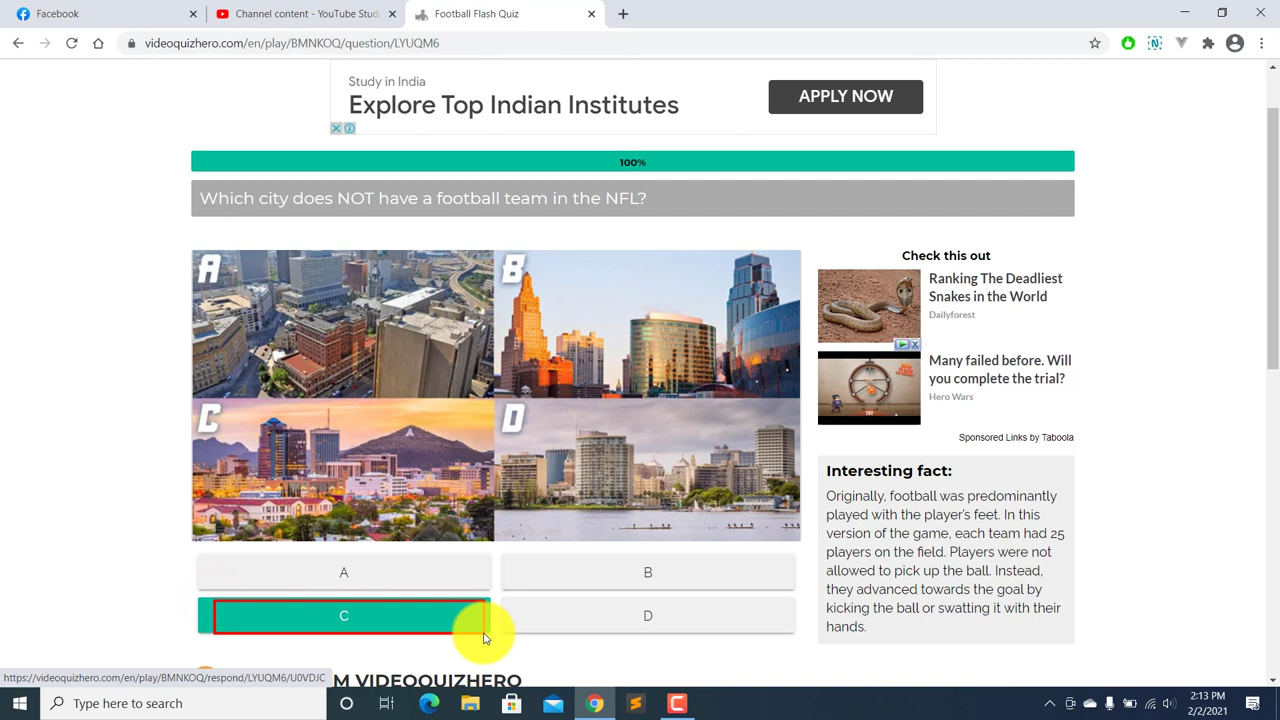 Facebook
Channel content - YouTube Stud
Football Flash Quiz
videoquizhero.com/en/play/BMNKOQ/question/LYUQM6
Study in India
Explore Top Indian Institutes
APPLY NOW
100%
Which city does NOT have a football team in the NFL?
A
B
C
D
A
B
C
D
Check this out
Ranking The Deadliest
Snakes in the World
Dailyforest
Many failed before. Will
you complete the trial?
Hero Wars
Sponsored Links by Taboola
Interesting fact:
Originally, football was predominantly
played with the player's feet. In this
version of the game, each team had 25
players on the field. Players were not
allowed to pick up the ball. Instead,
they advanced towards the goal by
kicking the ball or swatting it with their
hands.
https://videoquizhero.com/en/play/BMNKOQ/respond/LYUQM6/U0VDJC
M VIDEOQUIZHERO
Type here to search
2:13 PM
2/2/2021